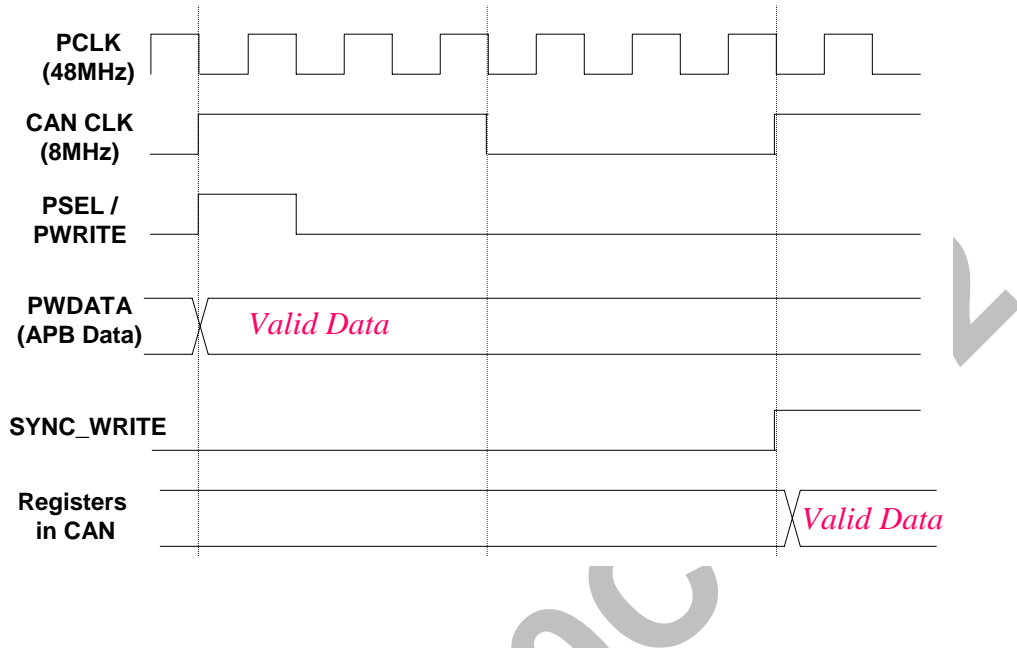 PCLK
(48MHz)
CAN CLK
(8MHz)
PSEL /
PWRITE
PWDATA
(APB Data)
Valid Data
SYNC_WRITE
Registers
in CAN
Valid Data